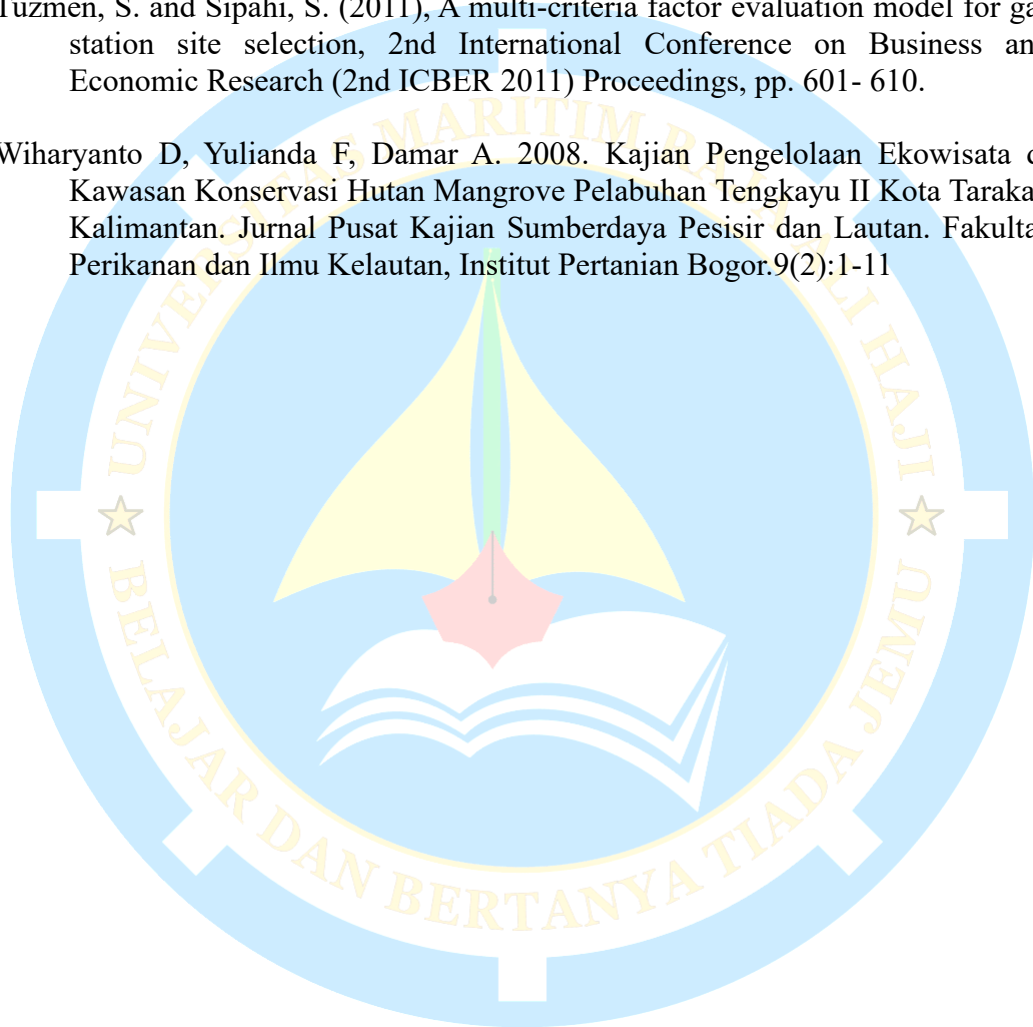 Tuzmen, S. and Sipahi, S. (2011), A multi-criteria factor evaluation model for ga
station site selection, 2nd International Conference on Business an
Economic Research (2nd ICBER 2011) Proceedings, pp. 601- 610.
Wiharyanto D, Yulianda F, Damar A. 2008. Kajian Pengelolaan Ekowisata d
Kawasan Konservasi Hutan Mangrove Pelabuhan Tengkayu II Kota Taraka
Kalimantan. Jurnal Pusat Kajian Sumberdaya Pesisir dan Lautan. Fakulta
Perikanan dan Ilmu Kelautan, Institut Pertanian Bogor.9(2):1-11
UNIVERSITAS MARITIM RAJA ALI HAJI
BELAJAR DAN BERTANYA TIADA JEMU